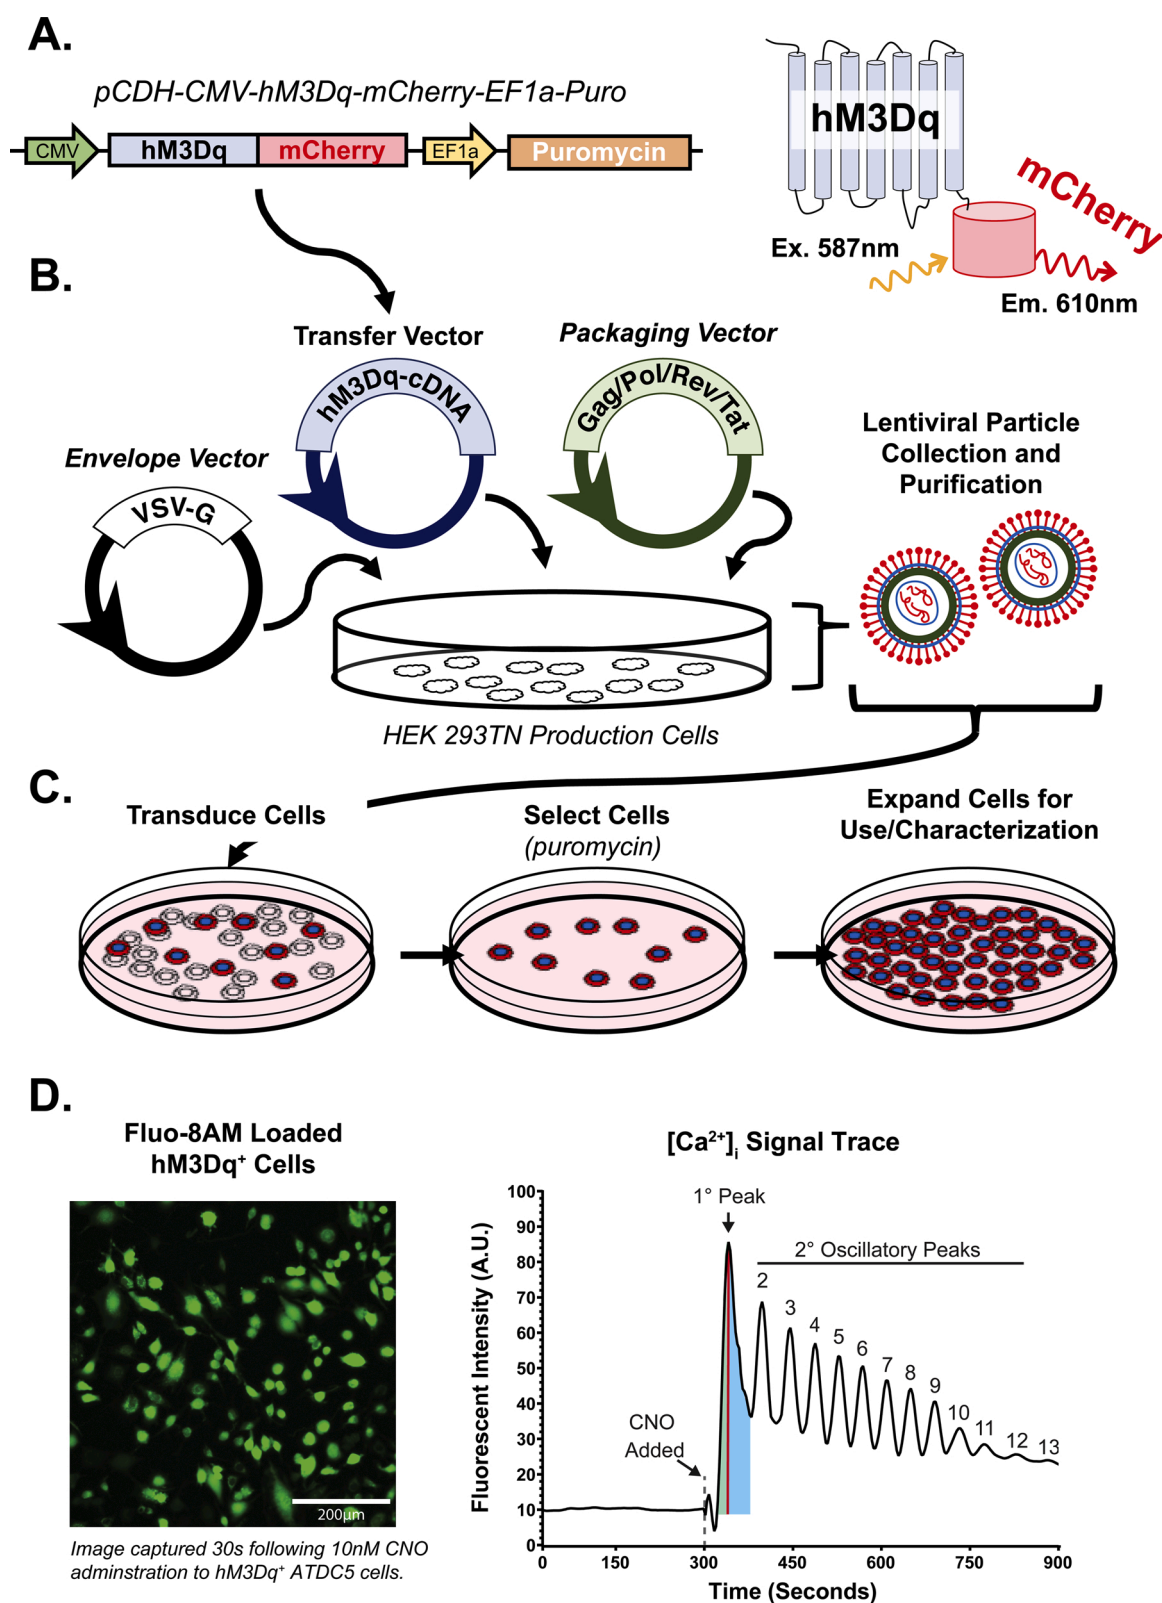 A.
pCDH-CMV-hM3Dq-mCherry-EF1a-Puro
CMV
hM3Dq
mCherry
EF1a
Puromycin
hM3Dq
mCherry
Ex. 587nm
Em. 610nm
B.
Transfer Vector
hM3Dq-cDNA
Packaging Vector
Gag/Pol/Rev/Tat
Envelope Vector
VSV-G
Lentiviral Particle
Collection and
Purification
HEK 293TN Production Cells
C.
Transduce Cells
Select Cells
(puromycin)
Expand Cells for
Use/Characterization
D.
Fluo-8AM Loaded
hM3Dq⁺ Cells
200µm
Image captured 30s following 10nM CNO
adminstration to hM3Dq⁺ ATDC5 cells.
[Ca²⁺]ᵢ Signal Trace
Fluorescent Intensity (A.U.)
100
90
80
70
60
50
40
30
20
10
0
1° Peak
2° Oscillatory Peaks
2
3
4
5
6
7
8
9
10
11
12
13
CNO
Added
0
150
300
450
600
750
900
Time (Seconds)